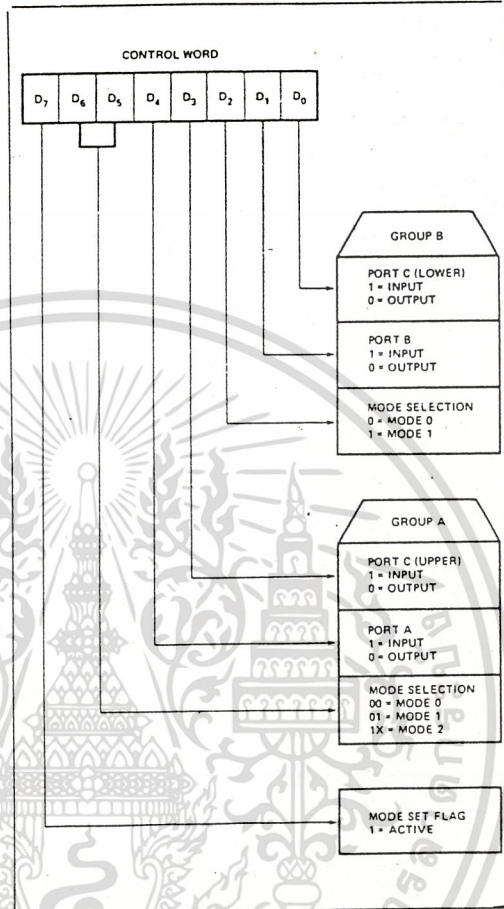 CONTROL WORD
D7 D6 D5 D4 D3 D2 D1 D0
GROUP B
PORT C (LOWER)
1 = INPUT
0 = OUTPUT
PORT B
1 = INPUT
0 = OUTPUT
MODE SELECTION
0 = MODE 0
1 = MODE 1
GROUP A
PORT C (UPPER)
1 = INPUT
0 = OUTPUT
PORT A
1 = INPUT
0 = OUTPUT
MODE SELECTION
00 = MODE 0
01 = MODE 1
1X = MODE 2
MODE SET FLAG
1 = ACTIVE